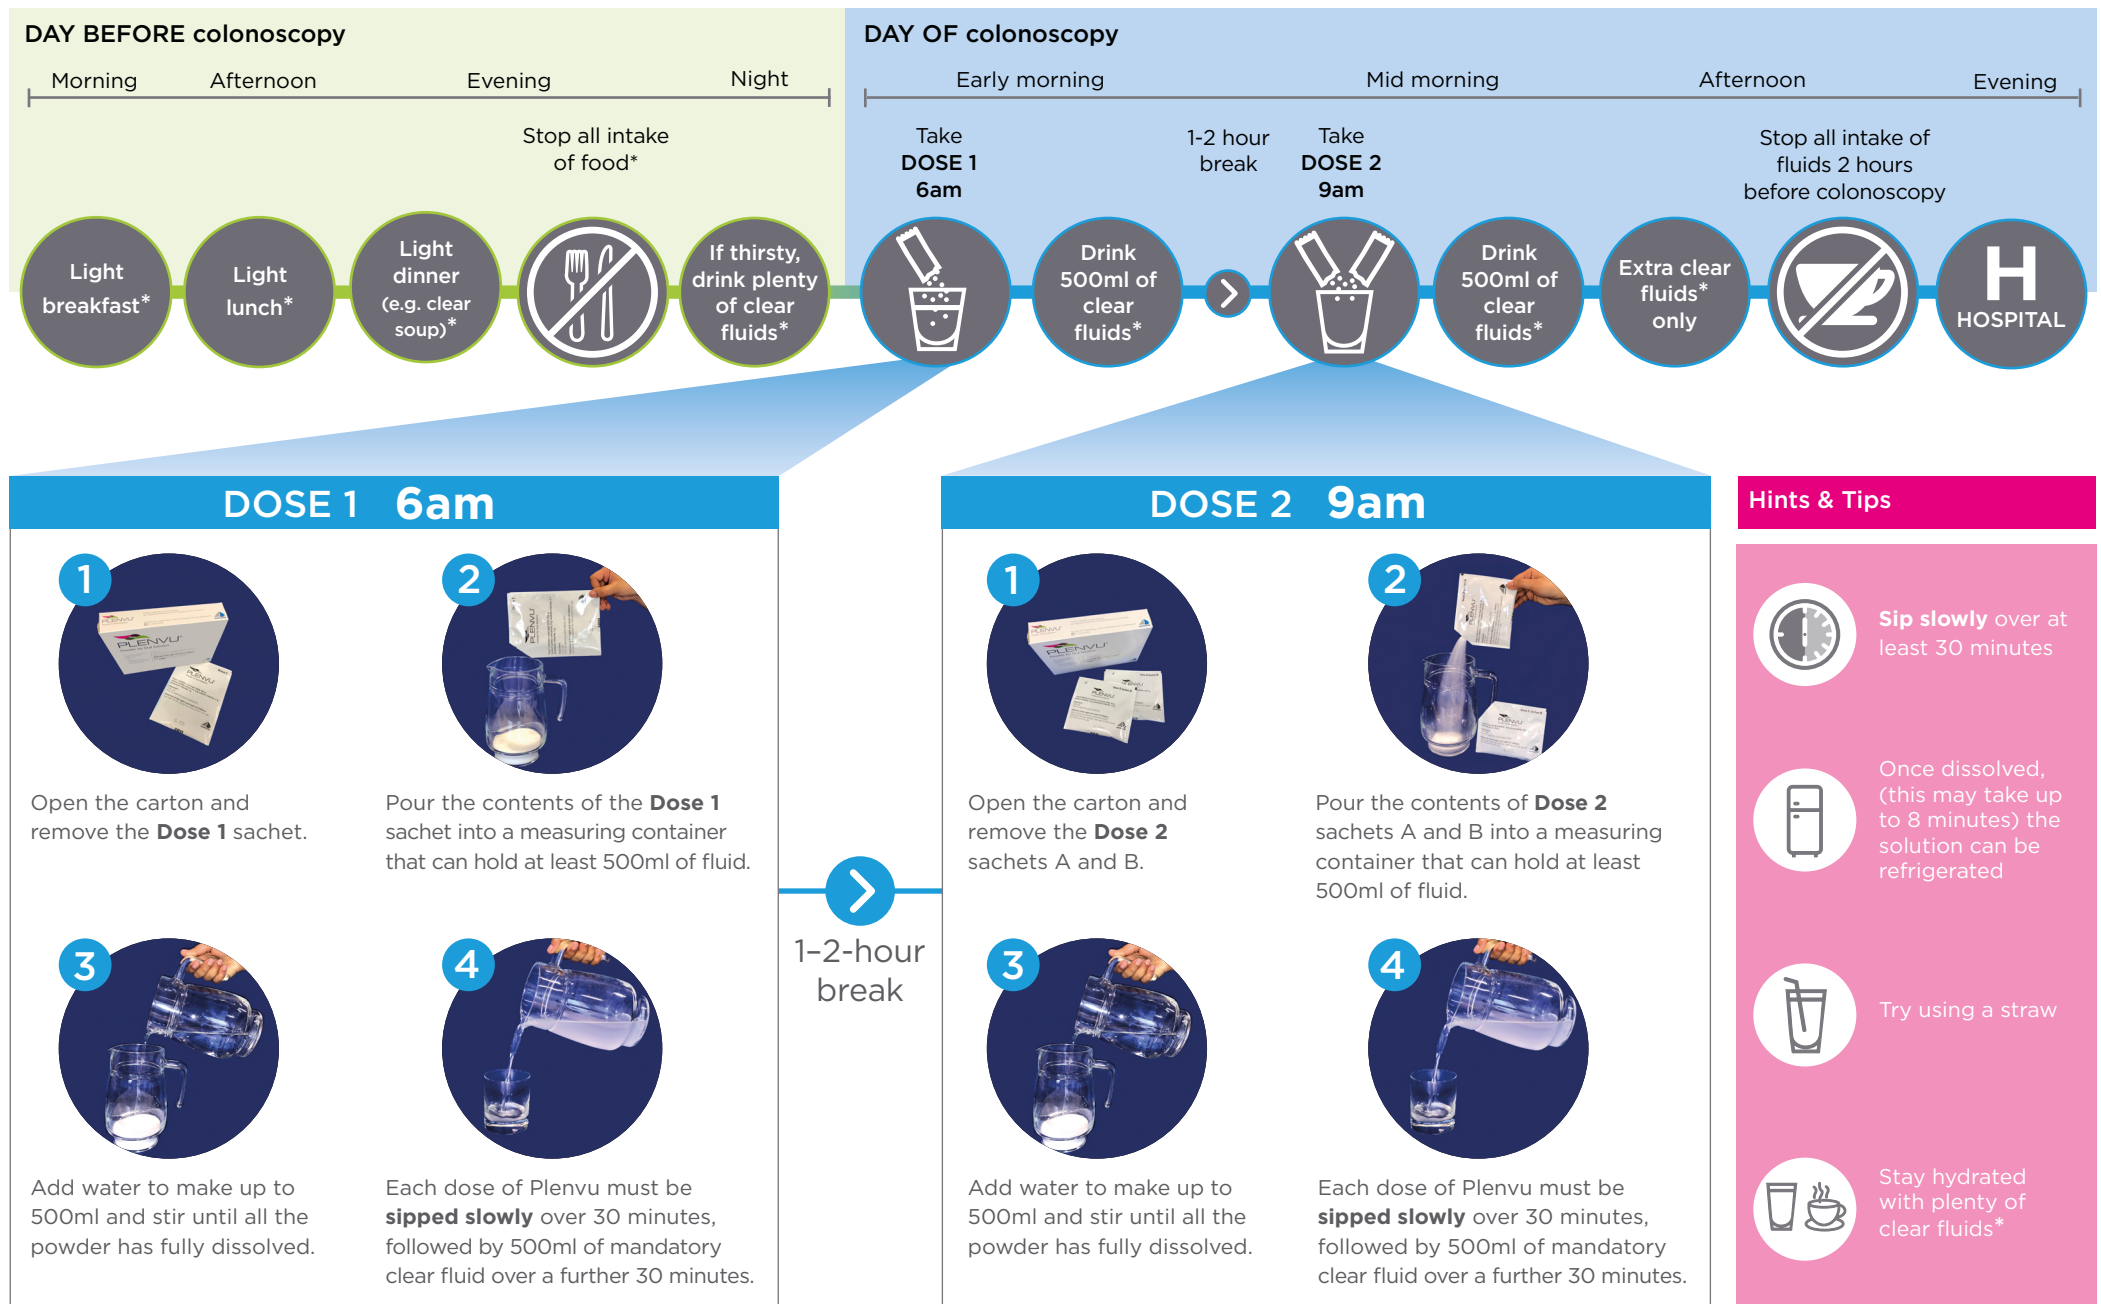 DAY BEFORE colonoscopy
Morning
Afternoon
Evening
Night
Stop all intake
of food*
Light
breakfast*
Light
lunch*
Light
dinner
(e.g. clear
soup)*
If thirsty,
drink plenty
of clear
fluids*
DAY OF colonoscopy
Early morning
Mid morning
Afternoon
Evening
Take
DOSE 1
6am
1-2 hour
break
Take
DOSE 2
9am
Stop all intake of
fluids 2 hours
before colonoscopy
Drink
500ml of
clear
fluids*
Drink
500ml of
clear
fluids*
Extra clear
fluids*
only
H
HOSPITAL
DOSE 1 6am
1
PLENVU
PLENVU
PLENVU
Open the carton and
remove the Dose 1 sachet.
2
PLENVU
Pour the contents of the Dose 1
sachet into a measuring container
that can hold at least 500ml of fluid.
3
Add water to make up to
500ml and stir until all the
powder has fully dissolved.
4
Each dose of Plenvu must be
sipped slowly over 30 minutes,
followed by 500ml of mandatory
clear fluid over a further 30 minutes.
1–2-hour
break
DOSE 2 9am
1
PLENVU
PLENVU
PLENVU
PLENVU
Open the carton and
remove the Dose 2
sachets A and B.
2
PLENVU
PLENVU
Pour the contents of Dose 2
sachets A and B into a measuring
container that can hold at least
500ml of fluid.
3
Add water to make up to
500ml and stir until all the
powder has fully dissolved.
4
Each dose of Plenvu must be
sipped slowly over 30 minutes,
followed by 500ml of mandatory
clear fluid over a further 30 minutes.
Hints & Tips
Sip slowly over at
least 30 minutes
Once dissolved,
(this may take up
to 8 minutes) the
solution can be
refrigerated
Try using a straw
Stay hydrated
with plenty of
clear fluids*